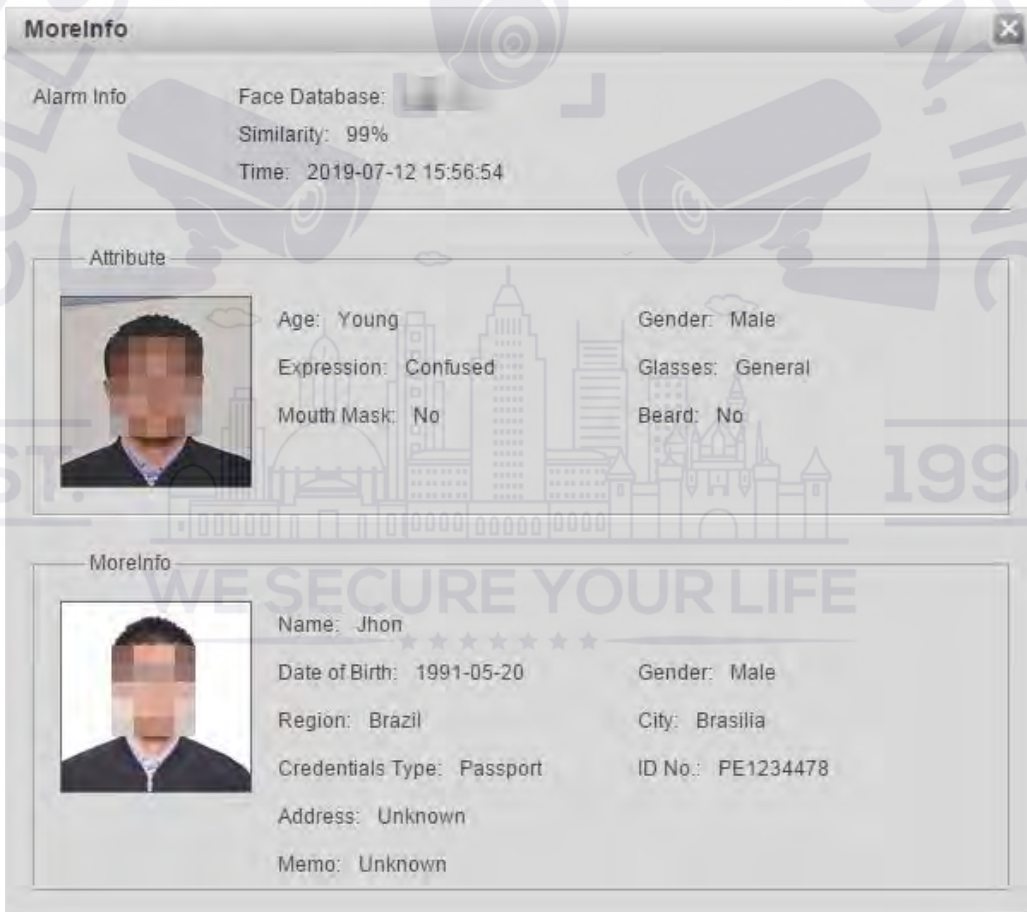 MoreInfo
Alarm Info Face Database:
Similarity: 99%
Time: 2019-07-12 15:56:54
Attribute
Age: Young Gender: Male
Expression: Confused Glasses: General
Mouth Mask: No Beard: No
EST. 199
MoreInfo
WE SECURE YOUR LIFE
Name: Jhon
Date of Birth: 1991-05-20 Gender: Male
Region: Brazil City: Brasilia
Credentials Type: Passport ID No.: PE1234478
Address: Unknown
Memo: Unknown